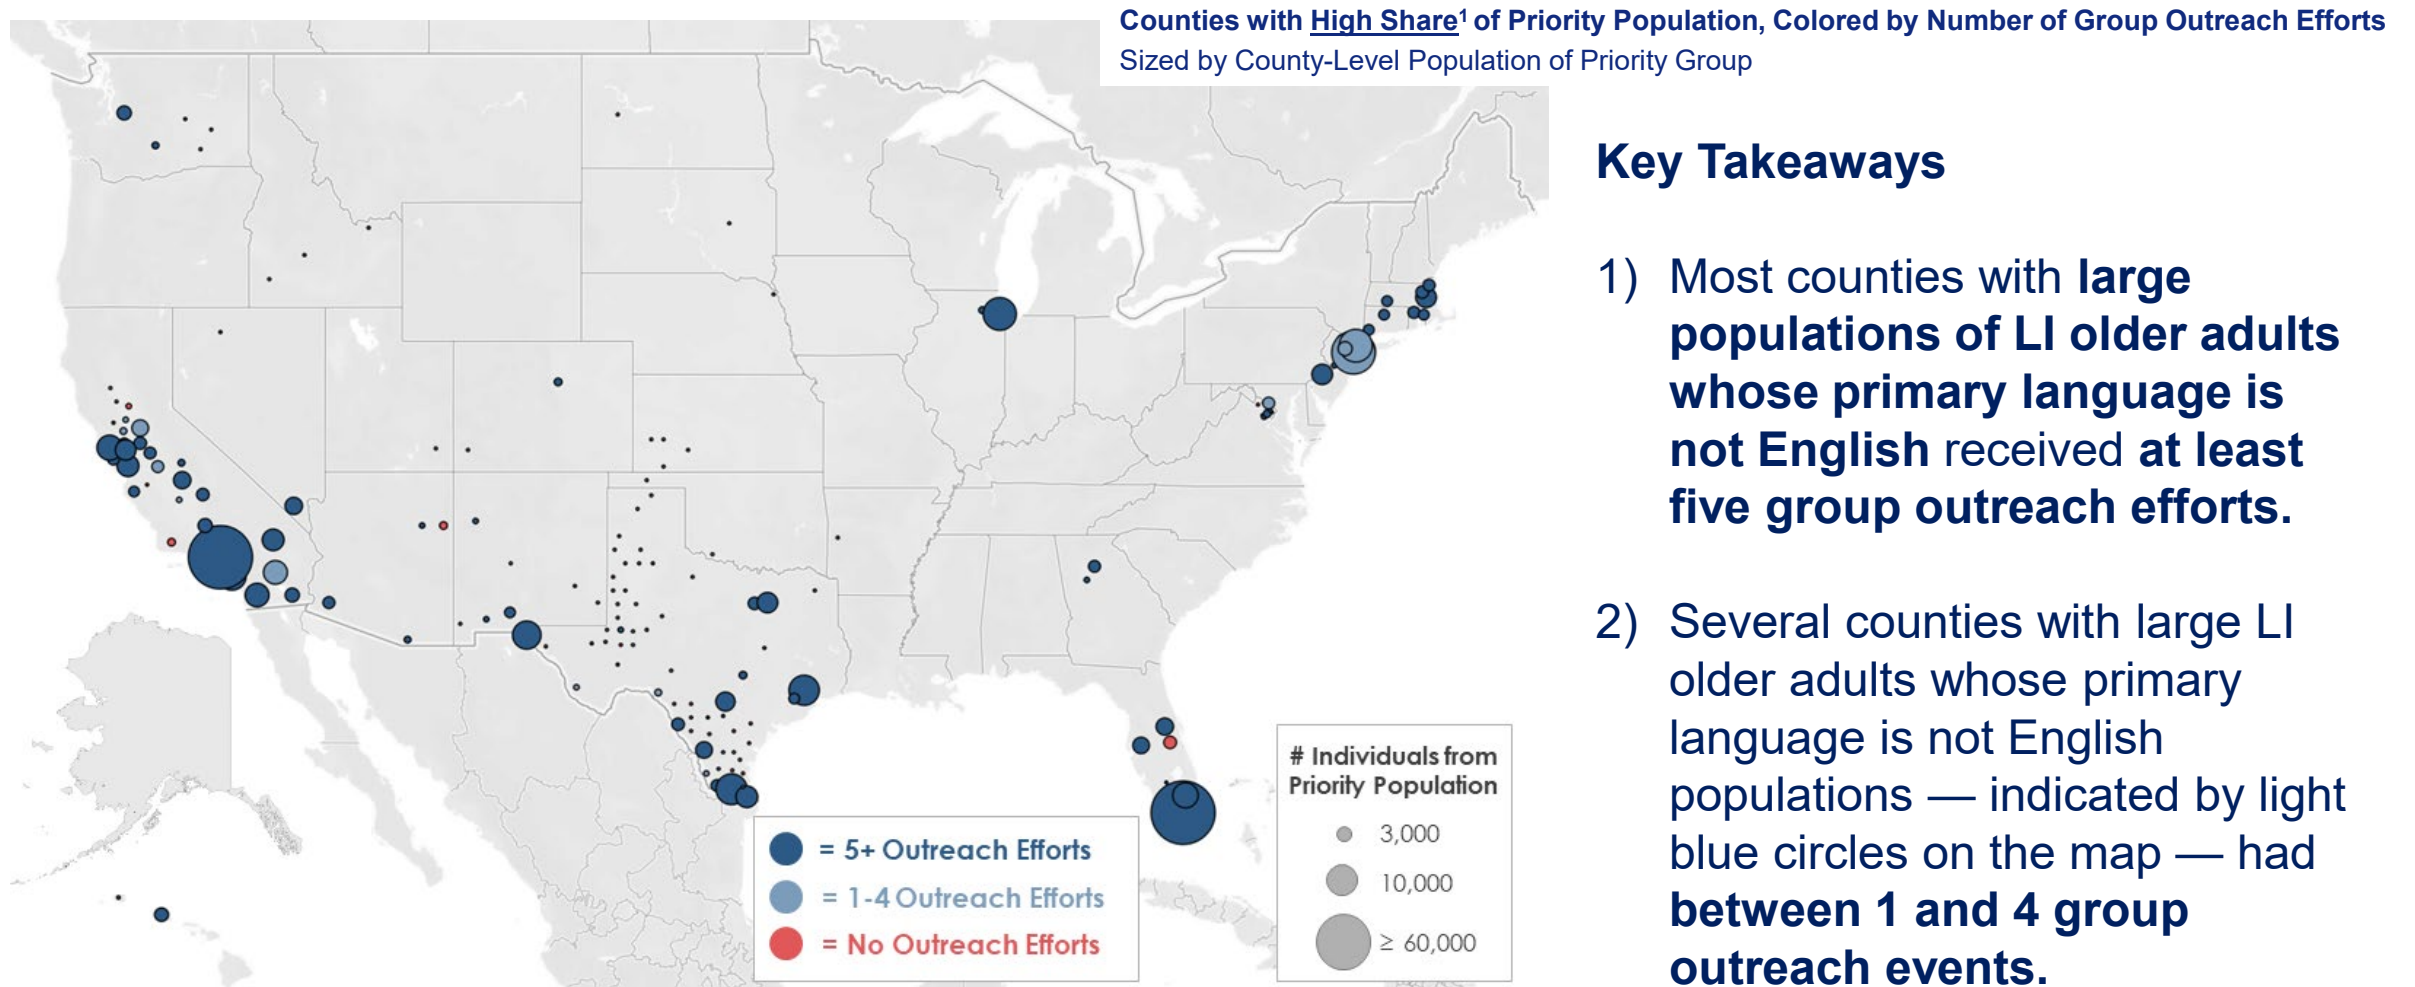 Counties with High Share¹ of Priority Population, Colored by Number of Group Outreach Efforts
Sized by County-Level Population of Priority Group
Key Takeaways
1) Most counties with large
populations of LI older adults
whose primary language is
not English received at least
five group outreach efforts.
2) Several counties with large LI
older adults whose primary
language is not English
populations — indicated by light
blue circles on the map — had
between 1 and 4 group
outreach events.
# Individuals from
Priority Population
3,000
10,000
≥ 60,000
= 5+ Outreach Efforts
= 1-4 Outreach Efforts
= No Outreach Efforts